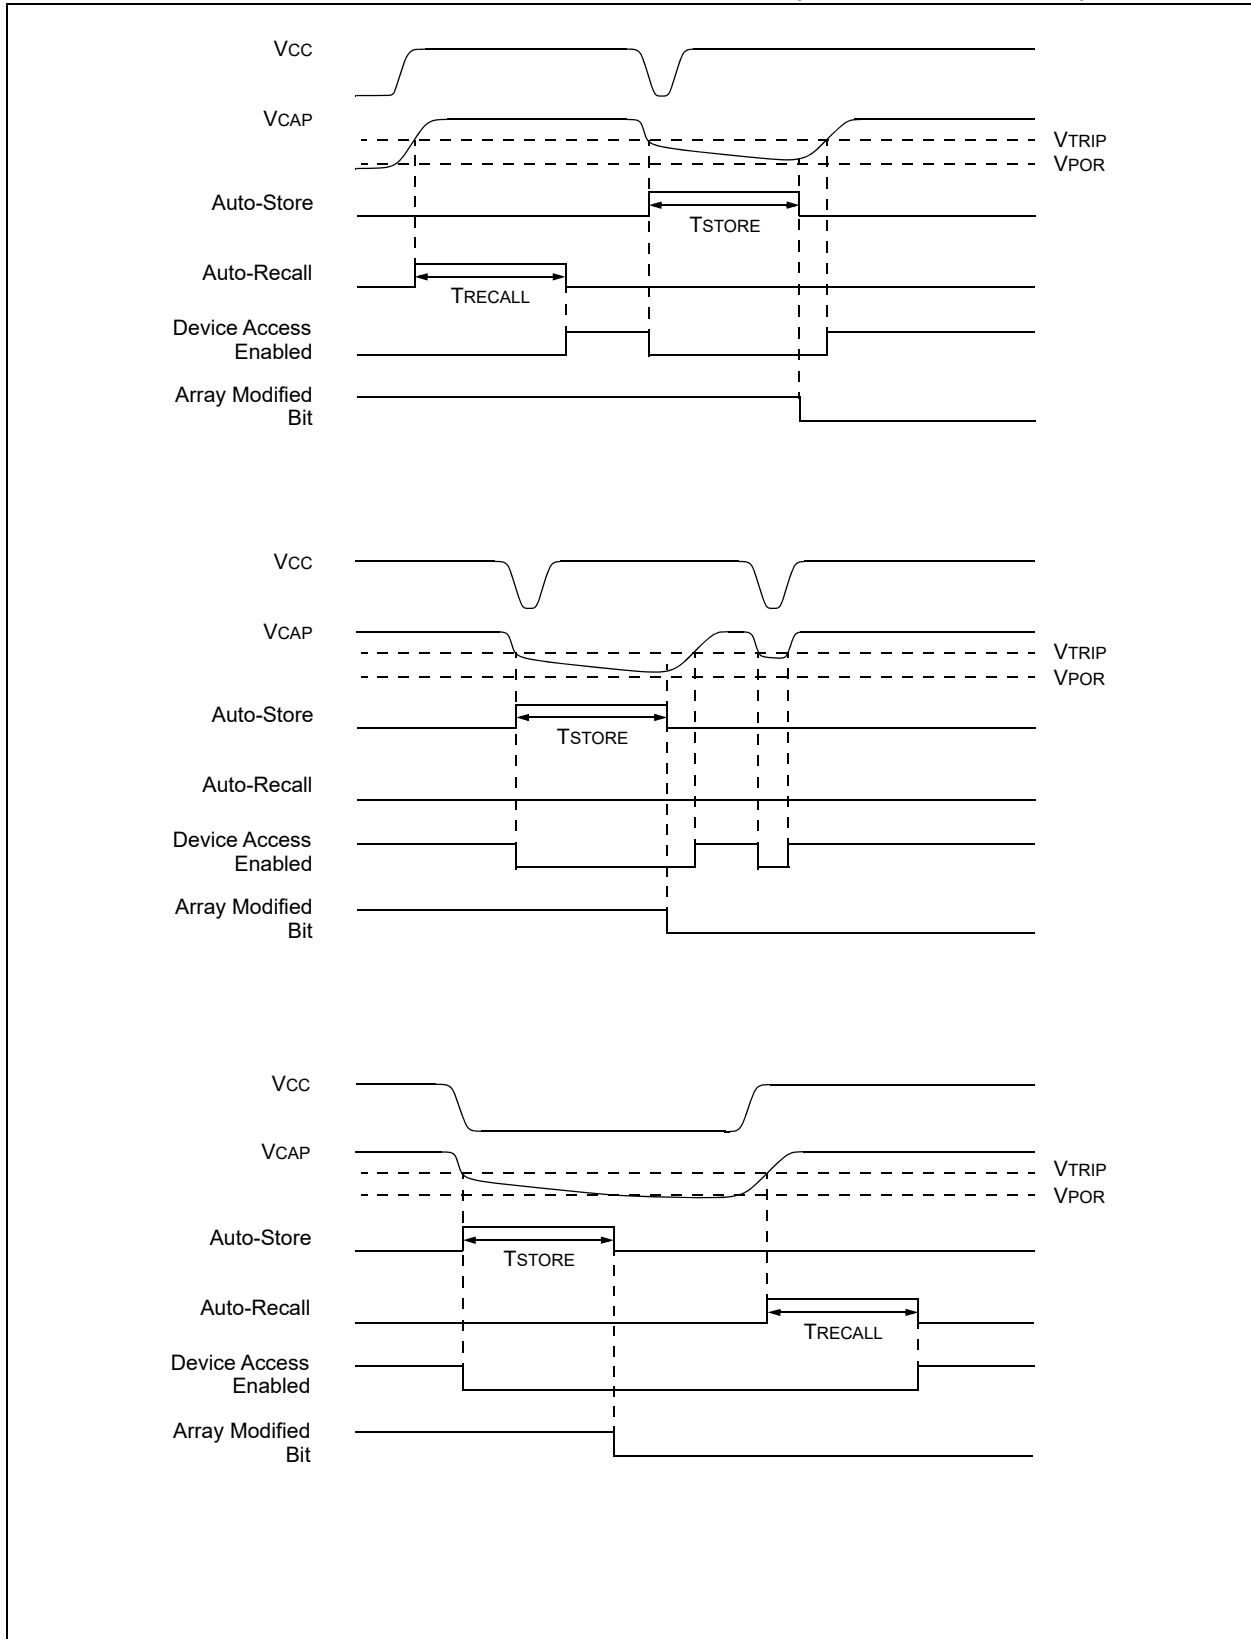 VCC
VCAP
VTRIP
VPOR
Auto-Store
TSTORE
Auto-Recall
TRECALL
Device Access
Enabled
Array Modified
Bit
VCC
VCAP
VTRIP
VPOR
Auto-Store
TSTORE
Auto-Recall
Device Access
Enabled
Array Modified
Bit
VCC
VCAP
VTRIP
VPOR
Auto-Store
TSTORE
Auto-Recall
TRECALL
Device Access
Enabled
Array Modified
Bit